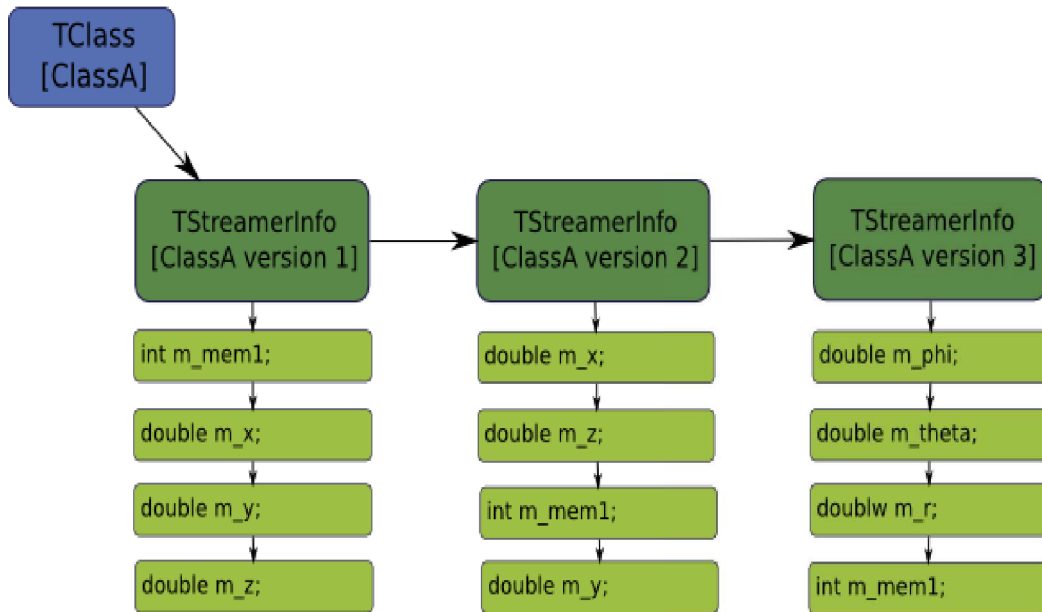 TClass
[ClassA]
TStreamerInfo
[ClassA version 1]
int m_mem1;
double m_x;
double m_y;
double m_z;
TStreamerInfo
[ClassA version 2]
double m_x;
double m_z;
int m_mem1;
double m_y;
TStreamerInfo
[ClassA version 3]
double m_phi;
double m_theta;
doublw m_r;
int m_mem1;